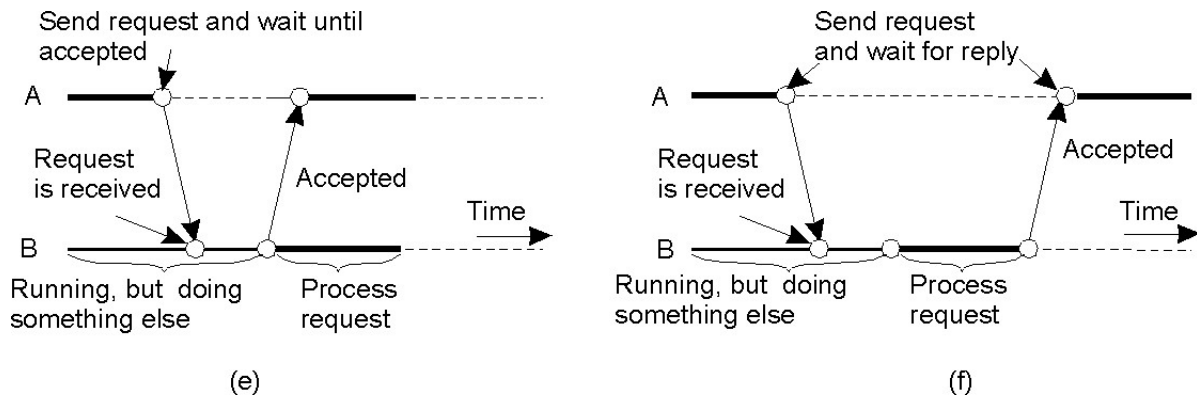 Send request and wait until
accepted
A
Request
is received
Accepted
Time
B
Running, but doing
something else
Process
request
(e)
Send request
and wait for reply
A
Request
is received
Accepted
Time
B
Running, but doing
something else
Process
request
(f)